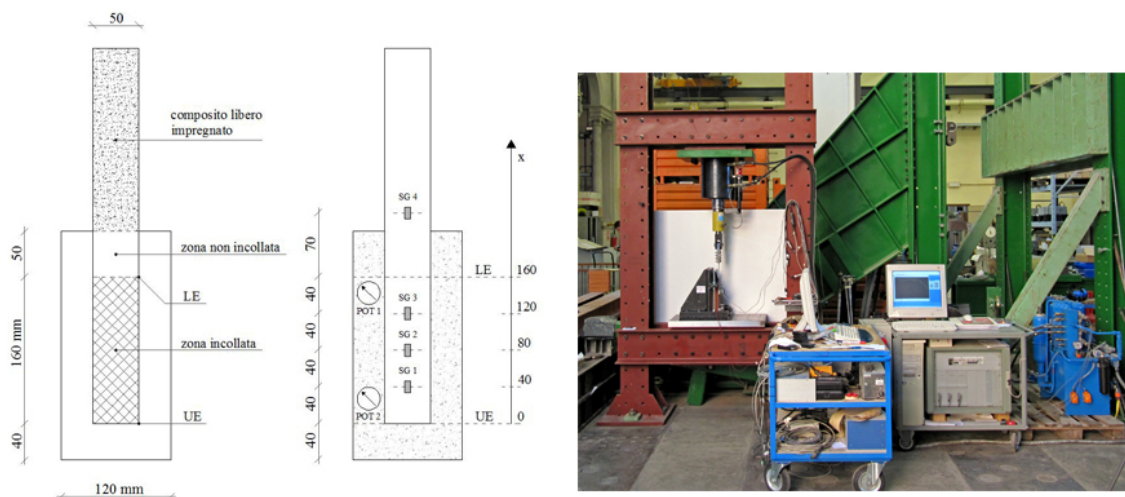 50
composito libero
impregnato
50
zona non incollata
LE
160 mm
zona incollata
UE
40
120 mm
x
SG 4
70
LE
160
40
POT 1
SG 3
120
40
SG 2
80
40
SG 1
40
40
POT 2
UE
0
40